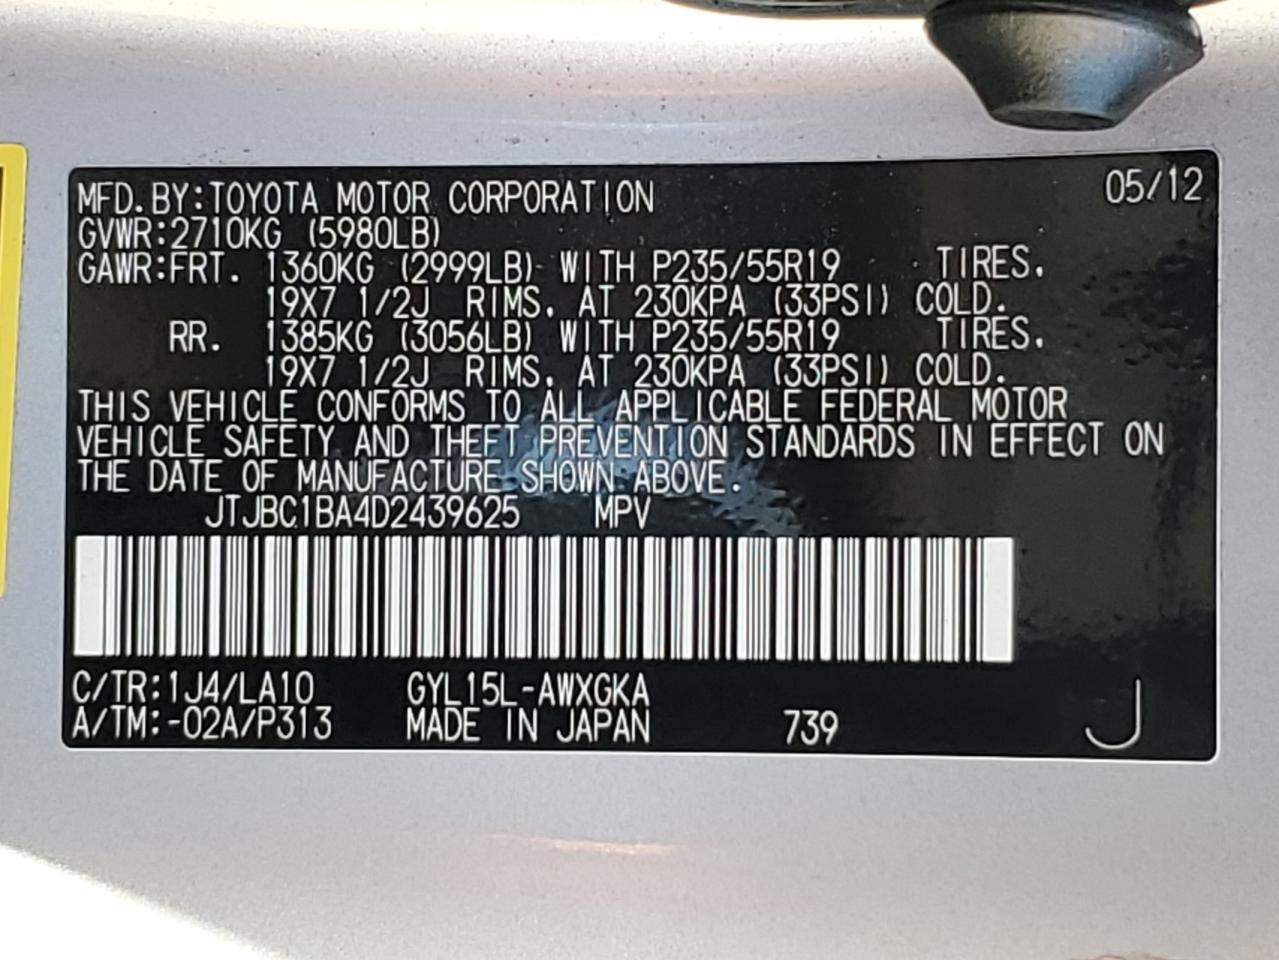 MFD. BY: TOYOTA MOTOR CORPORATION 05/12
GVWR: 2710KG (5980LB)
GAWR: FRT. 1360KG (2999LB) WITH P235/55R19 TIRES.
19X7 1/2J RIMS. AT 230KPA (33PSI) COLD.
RR. 1385KG (3056LB) WITH P235/55R19 TIRES.
19X7 1/2J RIMS. AT 230KPA (33PSI) COLD.
THIS VEHICLE CONFORMS TO ALL APPLICABLE FEDERAL MOTOR
VEHICLE SAFETY AND THEFT PREVENTION STANDARDS IN EFFECT ON
THE DATE OF MANUFACTURE SHOWN ABOVE.
JTJBC1BA4D2439625 MPV
C/TR: 1J4/LA10 GYL15L-AWXGKA
A/TM: -02A/P313 MADE IN JAPAN 739 J